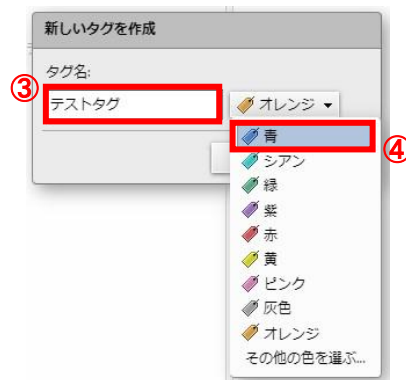 新しいタグを作成
タグ名:
③
テストタグ
オレンジ
④
青
シアン
緑
紫
赤
黄
ピンク
灰色
オレンジ
その他の色を選ぶ...